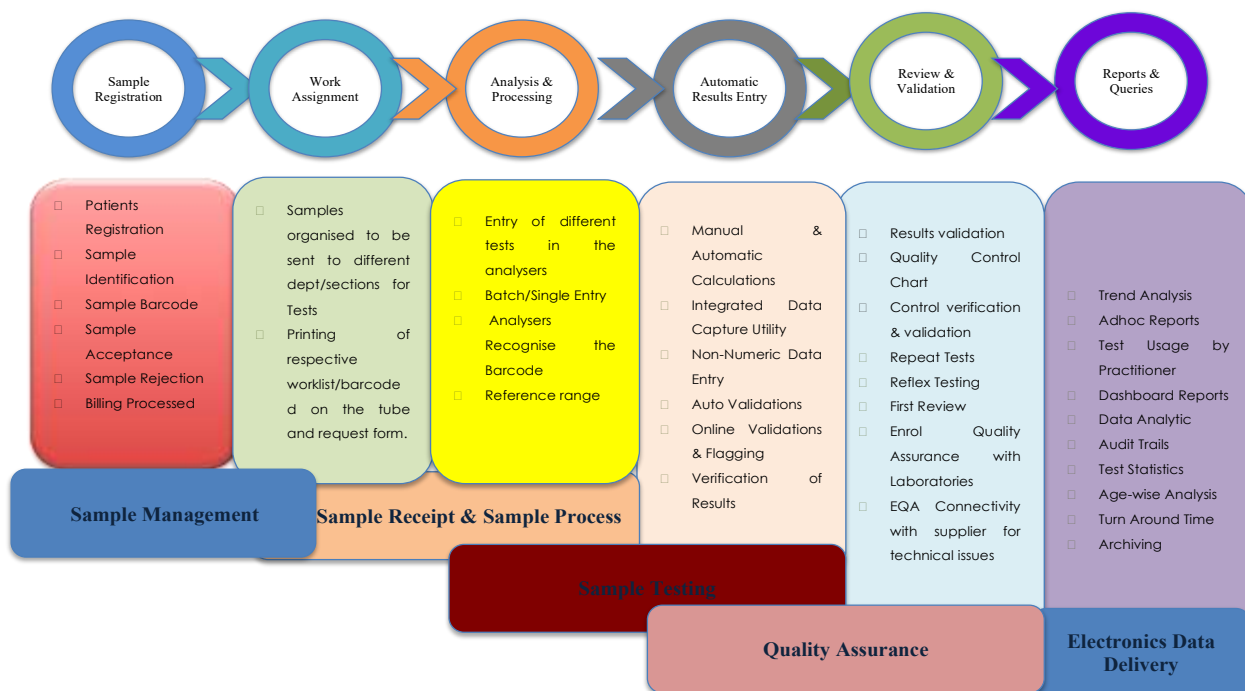 Sample
Registration
Work
Assignment
Analysis &
Processing
Automatic
Results Entry
Review &
Validation
Reports &
Queries
Patients
Registration
Sample
Identification
Sample Barcode
Sample
Acceptance
Sample Rejection
Billing Processed
Samples
organised to be
sent to different
dept/sections for
Tests
Printing of
respective
worklist/barcode
d on the tube
and request form.
Entry of different
tests in the
analysers
Batch/Single Entry
Analysers
Recognise the
Barcode
Reference range
Manual &
Automatic
Calculations
Integrated Data
Capture Utility
Non-Numeric Data
Entry
Auto Validations
Online Validations
& Flagging
Verification of
Results
Results validation
Quality Control
Chart
Control verification
& validation
Repeat Tests
Reflex Testing
First Review
Enrol Quality
Assurance with
Laboratories
EQA Connectivity
with supplier for
technical issues
Trend Analysis
Adhoc Reports
Test Usage by
Practitioner
Dashboard Reports
Data Analytic
Audit Trails
Test Statistics
Age-wise Analysis
Turn Around Time
Archiving
Sample Management
Sample Receipt & Sample Process
Sample Testing
Quality Assurance
Electronics Data
Delivery